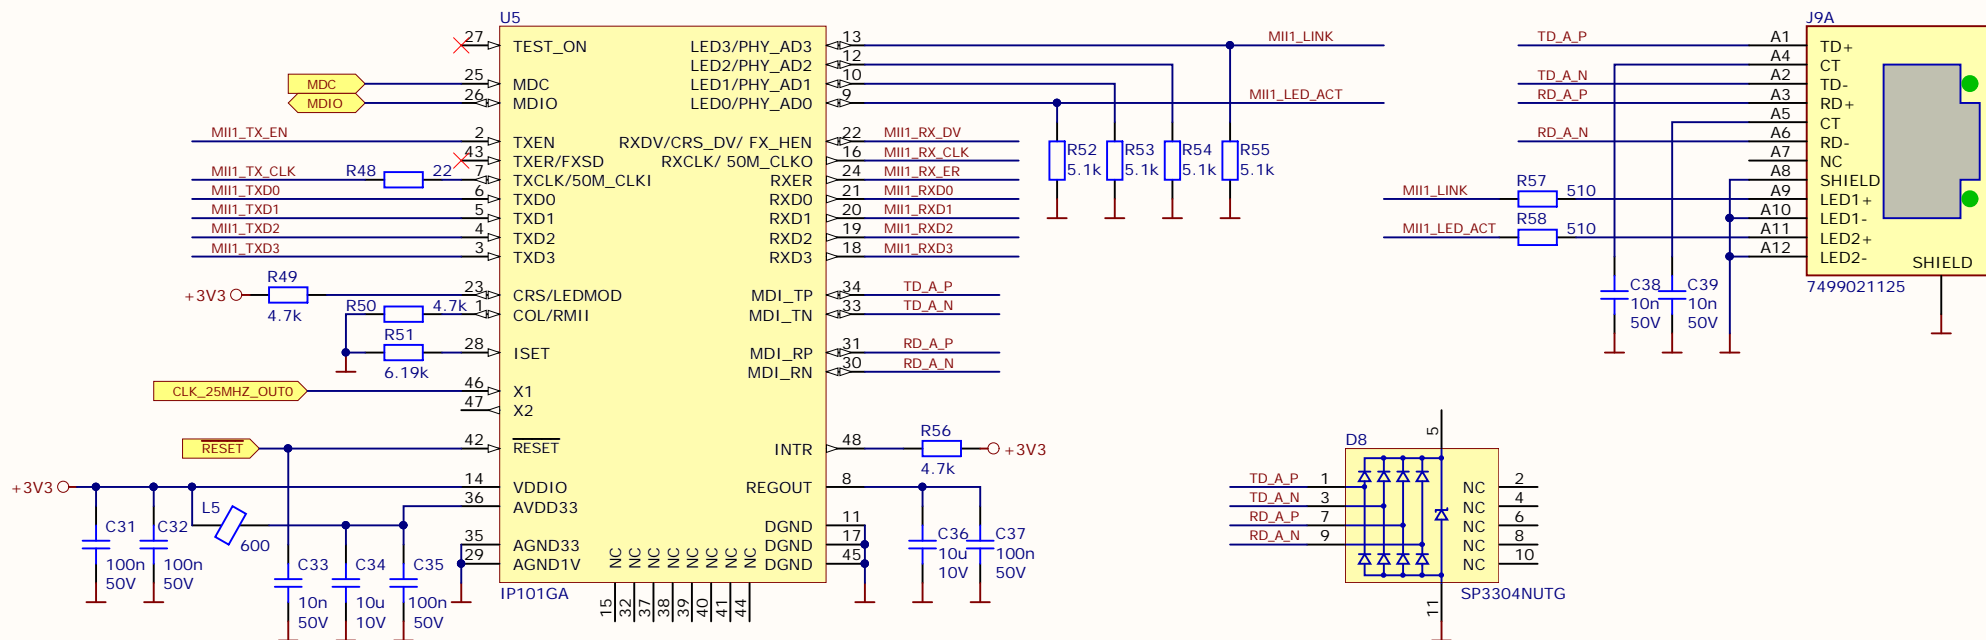 U5
27 TEST_ON
MDC 25 MDC
MDIO 26 MDIO
MII1_TX_EN 2 TXEN
43 TXER/FXSD
MII1_TX_CLK R48 22 7 TXCLK/50M_CLKI
MII1_TXD0 6 TXD0
MII1_TXD1 5 TXD1
MII1_TXD2 4 TXD2
MII1_TXD3 3 TXD3
+3V3 R49 4.7k 23 CRS/LEDMOD
R50 4.7k 1 COL/RMII
R51 6.19k 28 ISET
CLK_25MHZ_OUT0 46 X1
47 X2
RESET 42 RESET
+3V3 14 VDDIO
L5 600 36 AVDD33
35 AGND33
29 AGND1V
C31 100n 50V
C32 100n 50V
C33 10n 50V
C34 10u 10V
C35 100n 50V
IP101GA
NC NC NC NC NC NC NC NC
15 32 37 38 39 40 41 44
LED3/PHY_AD3 13 MII1_LINK
LED2/PHY_AD2 12
LED1/PHY_AD1 10
LED0/PHY_AD0 9 MII1_LED_ACT
RXDV/CRS_DV/ FX_HEN 22 MII1_RX_DV
RXCLK/ 50M_CLKO 16 MII1_RX_CLK
RXER 24 MII1_RX_ER
RXD0 21 MII1_RXD0
RXD1 20 MII1_RXD1
RXD2 19 MII1_RXD2
RXD3 18 MII1_RXD3
MDI_TP 34 TD_A_P
MDI_TN 33 TD_A_N
MDI_RP 31 RD_A_P
MDI_RN 30 RD_A_N
INTR 48 R56 4.7k +3V3
REGOUT 8
DGND 11
DGND 17
DGND 45
C36 10u 10V
C37 100n 50V
R52 5.1k
R53 5.1k
R54 5.1k
R55 5.1k
J9A
TD_A_P A1 TD+
A4 CT
TD_A_N A2 TD-
RD_A_P A3 RD+
A5 CT
RD_A_N A6 RD-
A7 NC
A8 SHIELD
MII1_LINK R57 510 A9 LED1+
A10 LED1-
MII1_LED_ACT R58 510 A11 LED2+
A12 LED2-
SHIELD
7499021125
C38 10n 50V
C39 10n 50V
D8
5
TD_A_P 1 NC 2
TD_A_N 3 NC 4
RD_A_P 7 NC 6
RD_A_N 9 NC 8
NC 10
11
SP3304NUTG